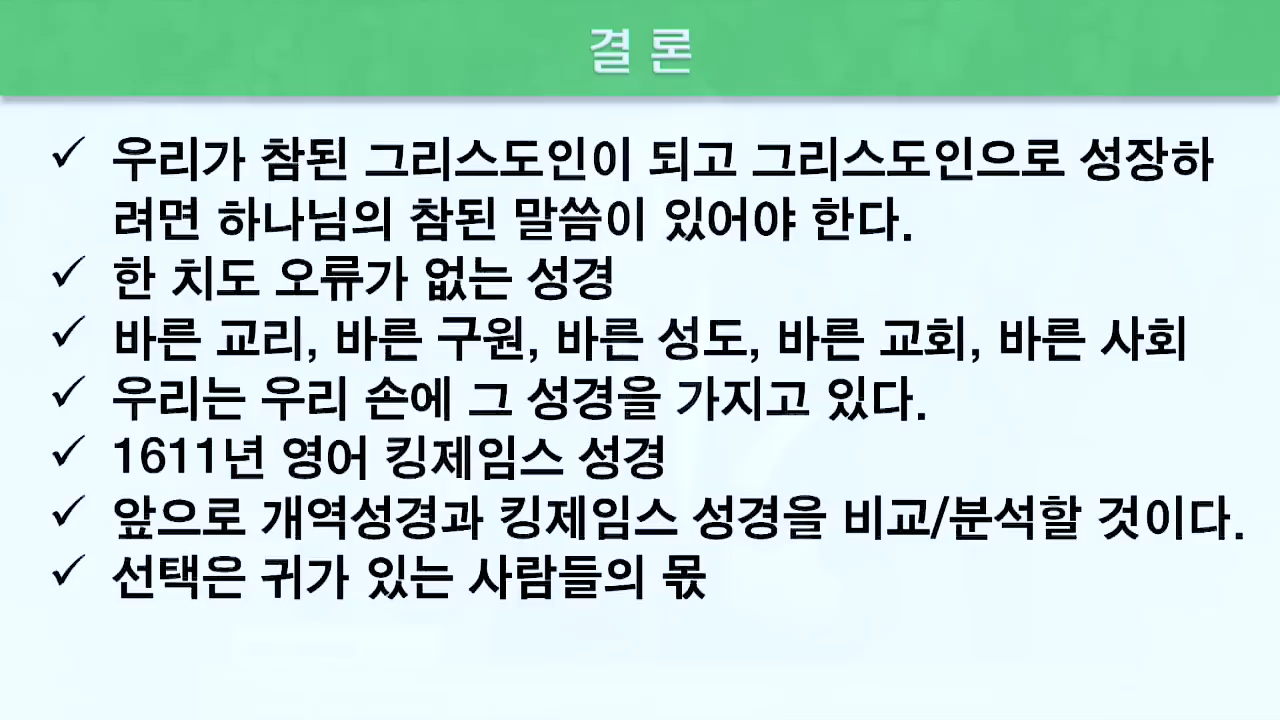 결 론
✓ 우리가 참된 그리스도인이 되고 그리스도인으로 성장하
려면 하나님의 참된 말씀이 있어야 한다.
✓ 한 치도 오류가 없는 성경
✓ 바른 교리, 바른 구원, 바른 성도, 바른 교회, 바른 사회
✓ 우리는 우리 손에 그 성경을 가지고 있다.
✓ 1611년 영어 킹제임스 성경
✓ 앞으로 개역성경과 킹제임스 성경을 비교/분석할 것이다.
✓ 선택은 귀가 있는 사람들의 몫